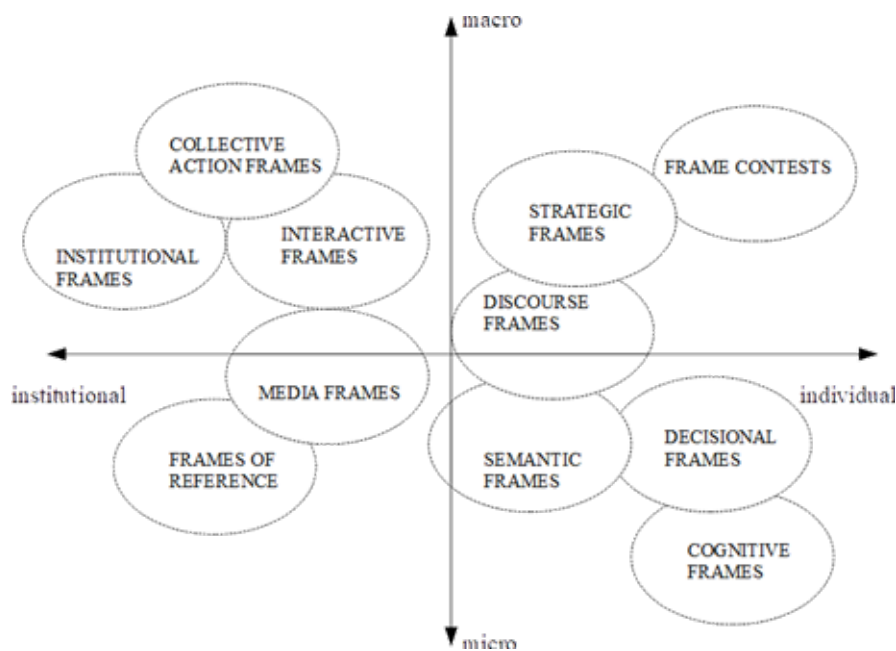 macro
COLLECTIVE
ACTION FRAMES
FRAME CONTESTS
STRATEGIC
FRAMES
INTERACTIVE
FRAMES
INSTITUTIONAL
FRAMES
DISCOURSE
FRAMES
institutional
individual
MEDIA FRAMES
FRAMES OF
REFERENCE
SEMANTIC
FRAMES
DECISIONAL
FRAMES
COGNITIVE
FRAMES
micro